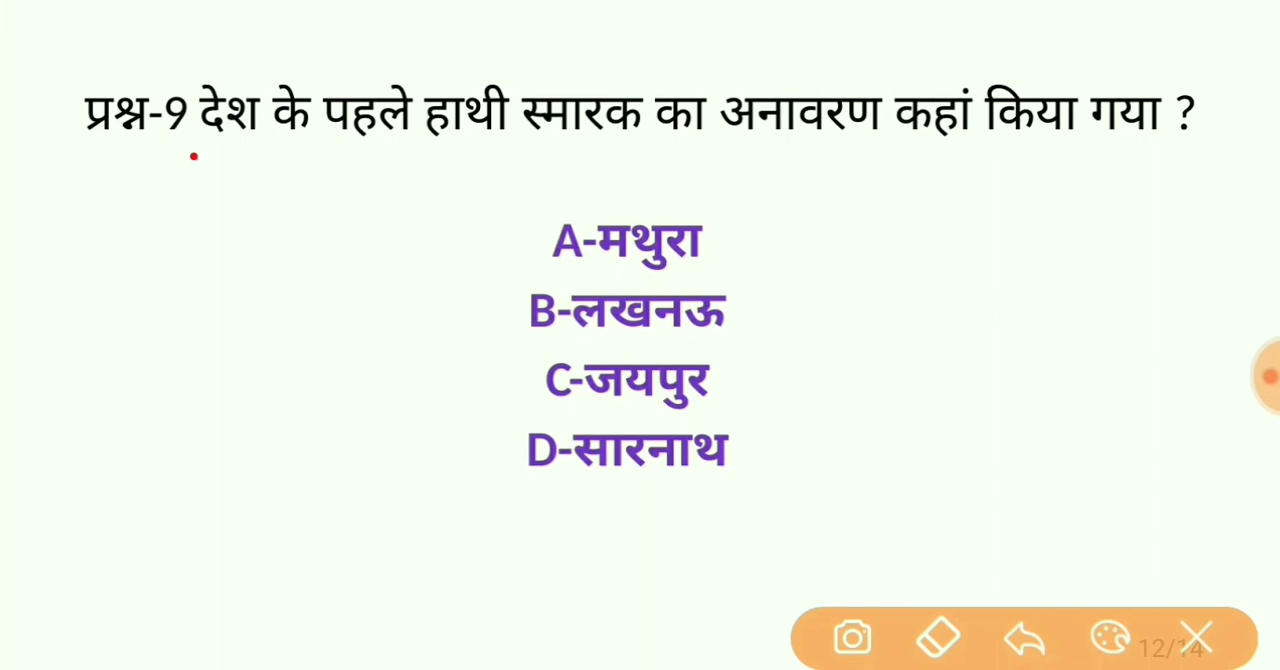 प्रश्न-9 देश के पहले हाथी स्मारक का अनावरण कहां किया गया ?
A-मथुरा
B-लखनऊ
C-जयपुर
D-सारनाथ
12/14